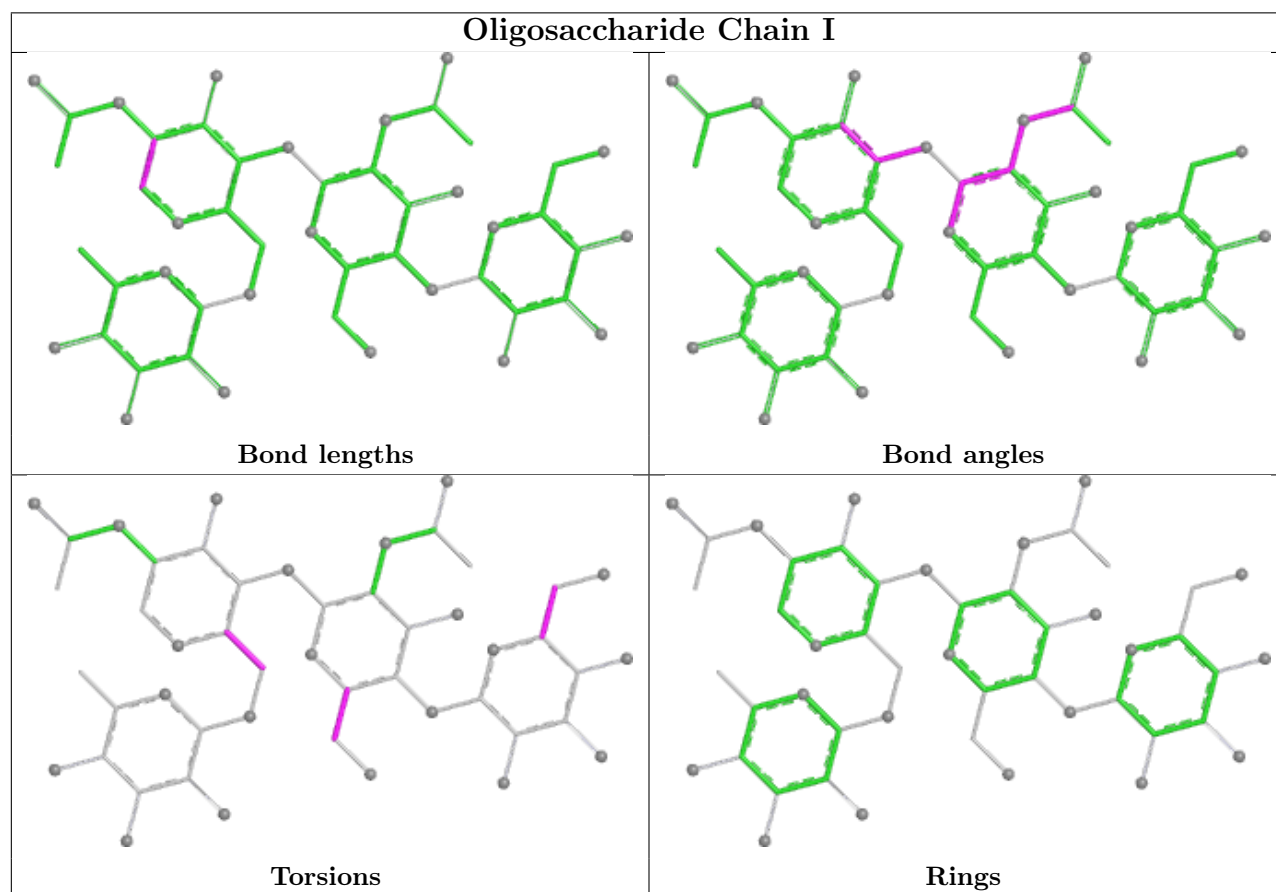 Oligosaccharide Chain I
Bond lengths
Bond angles
Torsions
Rings